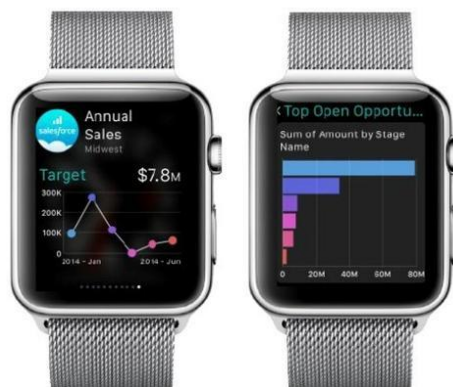 salesforce
Annual
Sales
Midwest
Target
$7.8M
300K
200K
100K
0
2014 - Jan
2014 - Jun
‹ Top Open Opportu...
Sum of Amount by Stage
Name
0 20M 40M 60M 80M